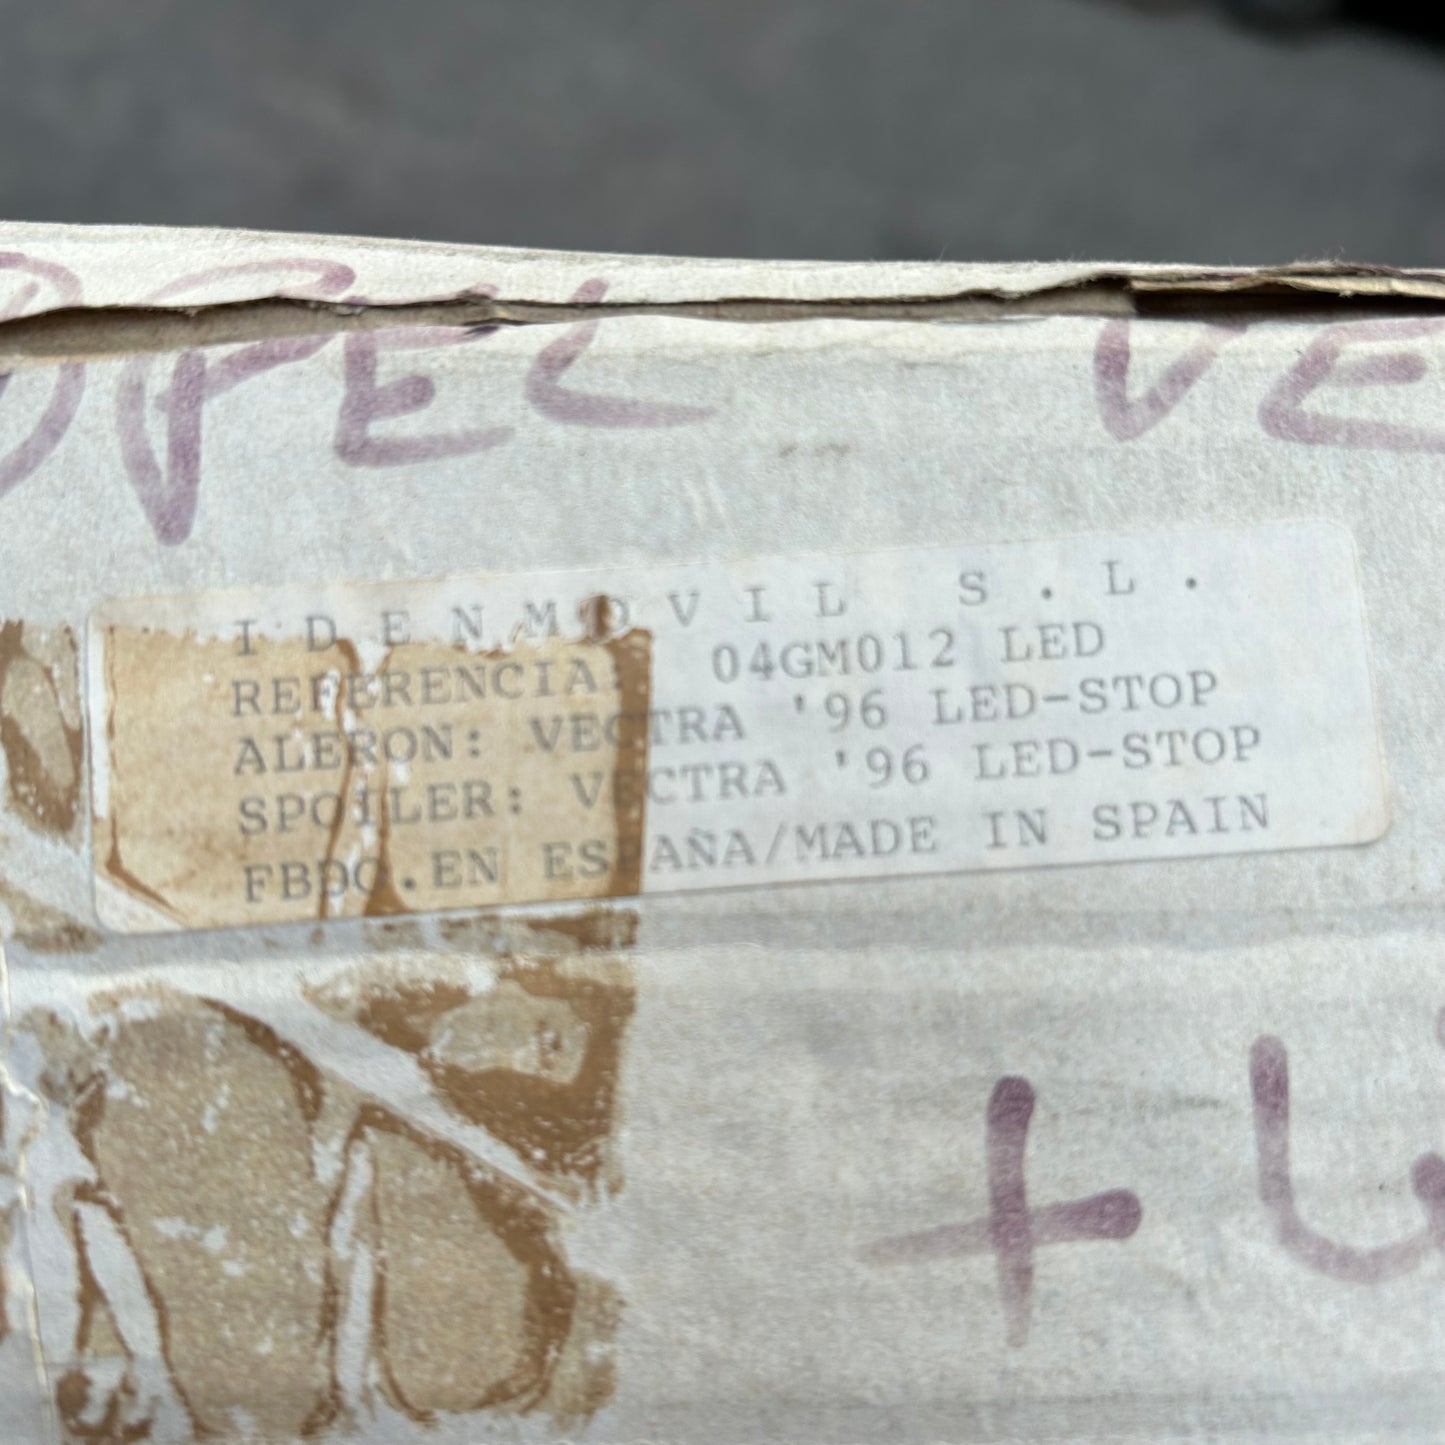 OPEL VE
IDENMOVIL S.L.
REFERENCIA: 04GM012 LED
ALERON: VECTRA '96 LED-STOP
SPOILER: VECTRA '96 LED-STOP
FBDO.EN ESPAÑA/MADE IN SPAIN
+